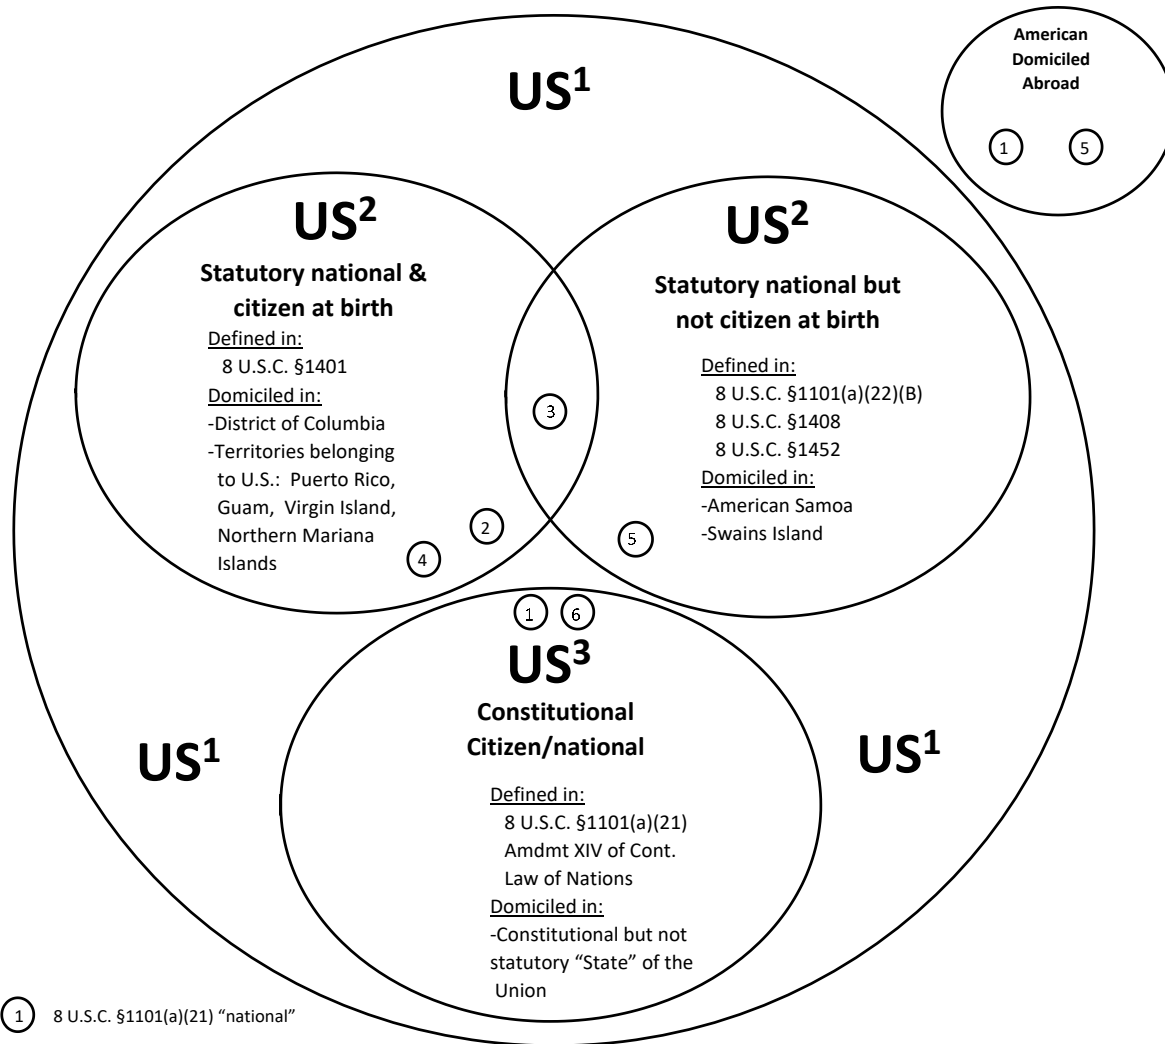 American
Domiciled
Abroad
1 5
US¹
US²
Statutory national &
citizen at birth
Defined in:
8 U.S.C. §1401
Domiciled in:
-District of Columbia
-Territories belonging
to U.S.: Puerto Rico,
Guam, Virgin Island,
Northern Mariana
Islands
2
4
3
US²
Statutory national but
not citizen at birth
Defined in:
8 U.S.C. §1101(a)(22)(B)
8 U.S.C. §1408
8 U.S.C. §1452
Domiciled in:
-American Samoa
-Swains Island
5
1 6
US³
Constitutional
Citizen/national
Defined in:
8 U.S.C. §1101(a)(21)
Amdmt XIV of Cont.
Law of Nations
Domiciled in:
-Constitutional but not
statutory “State” of the
Union
US¹
US¹
1 8 U.S.C. §1101(a)(21) “national”